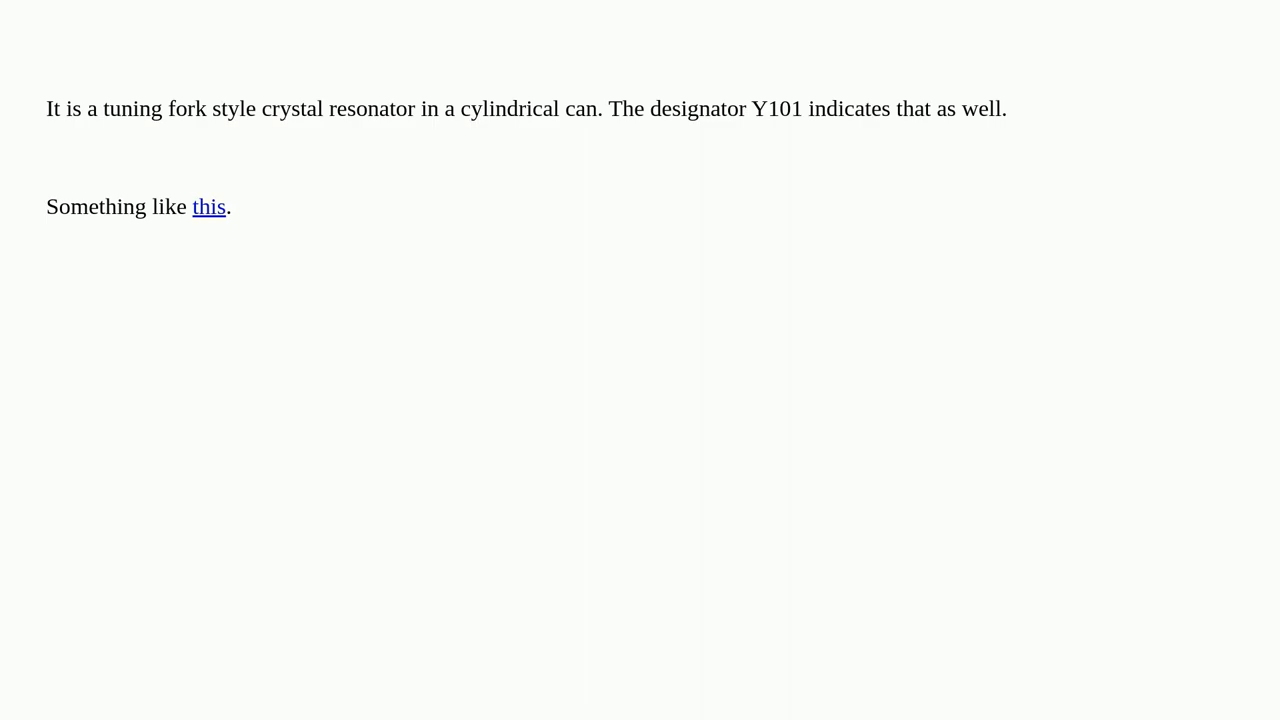 It is a tuning fork style crystal resonator in a cylindrical can. The designator Y101 indicates that as well.
Something like this.